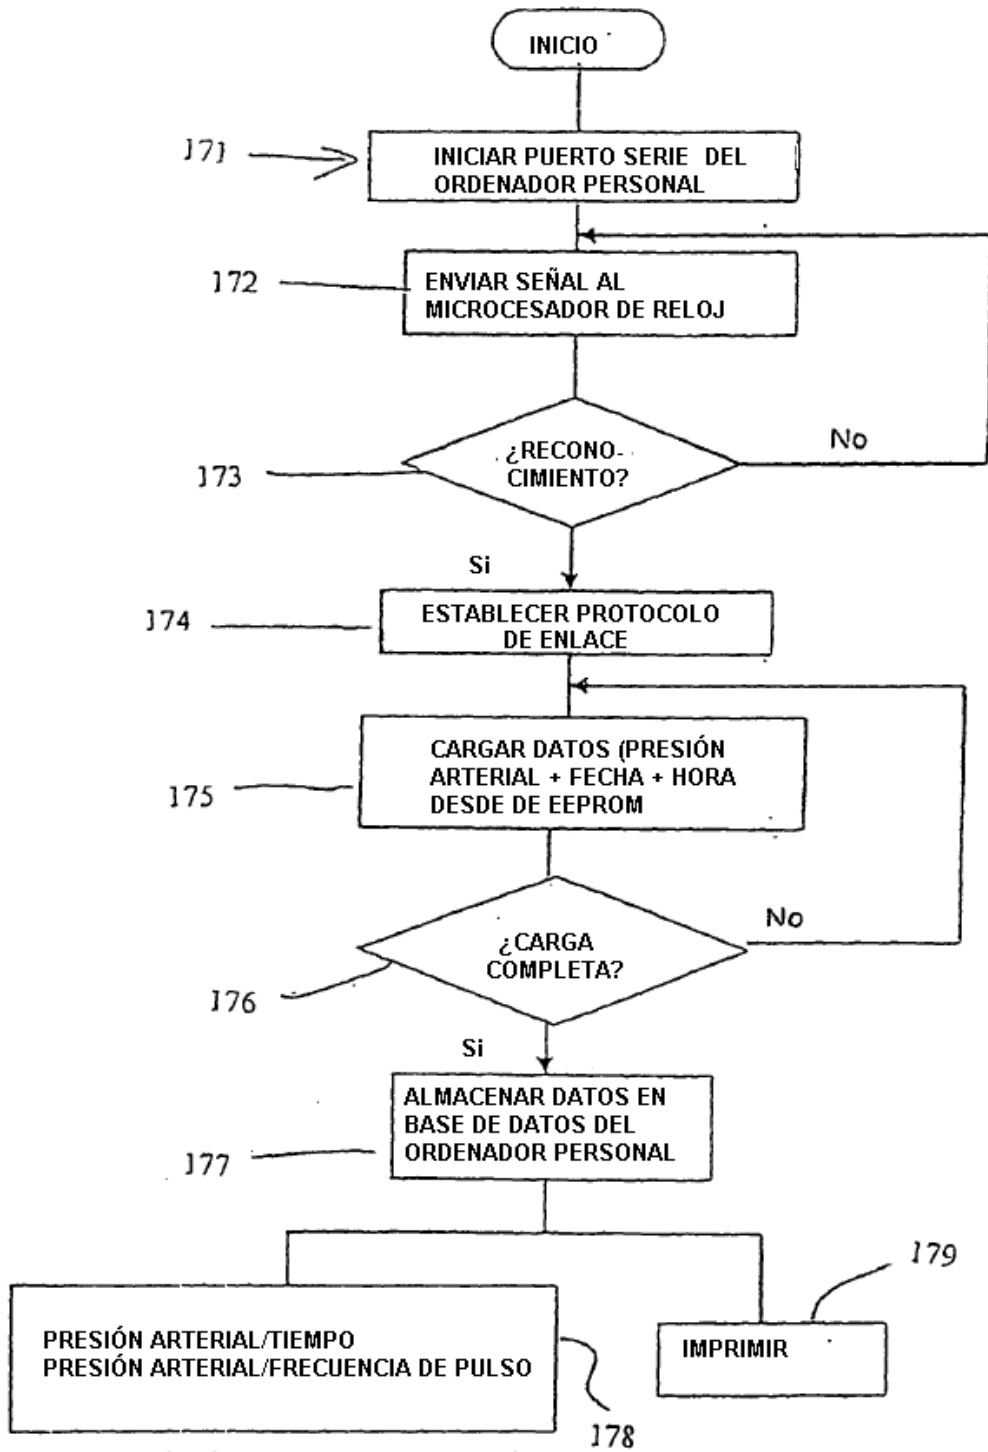 INICIO
171
INICIAR PUERTO SERIE DEL
ORDENADOR PERSONAL
172
ENVIAR SEÑAL AL
MICROCESADOR DE RELOJ
No
173
¿RECONO-
CIMIENTO?
Si
174
ESTABLECER PROTOCOLO
DE ENLACE
175
CARGAR DATOS (PRESIÓN
ARTERIAL + FECHA + HORA
DESDE DE EEPROM
No
176
¿CARGA
COMPLETA?
Si
177
ALMACENAR DATOS EN
BASE DE DATOS DEL
ORDENADOR PERSONAL
179
PRESIÓN ARTERIAL/TIEMPO
PRESIÓN ARTERIAL/FRECUENCIA DE PULSO
IMPRIMIR
178